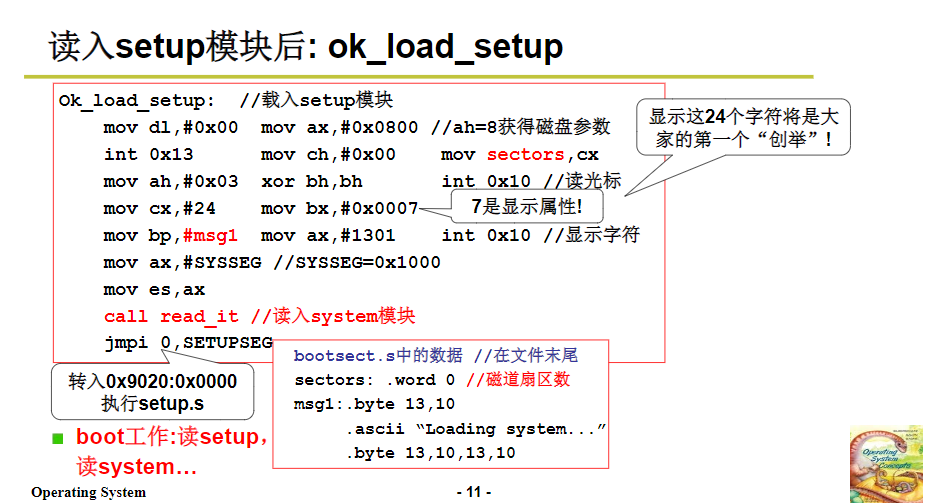 读入setup模块后: ok_load_setup
Ok_load_setup: //载入setup模块
mov dl,#0x00 mov ax,#0x0800 //ah=8获得磁盘参数
int 0x13 mov ch,#0x00 mov sectors,cx
mov ah,#0x03 xor bh,bh int 0x10 //读光标
mov cx,#24 mov bx,#0x0007
mov bp,#msg1 mov ax,#1301 int 0x10 //显示字符
mov ax,#SYSSEG //SYSSEG=0x1000
mov es,ax
call read_it //读入system模块
jmpi 0,SETUPSEG
显示这24个字符将是大
家的第一个“创举”!
7是显示属性!
转入0x9020:0x0000
执行setup.s
bootsect.s中的数据 //在文件末尾
sectors: .word 0 //磁道扇区数
msg1:.byte 13,10
.ascii “Loading system...”
.byte 13,10,13,10
boot工作:读setup,
读system…
Operating System
Concepts
Operating System
- 11 -